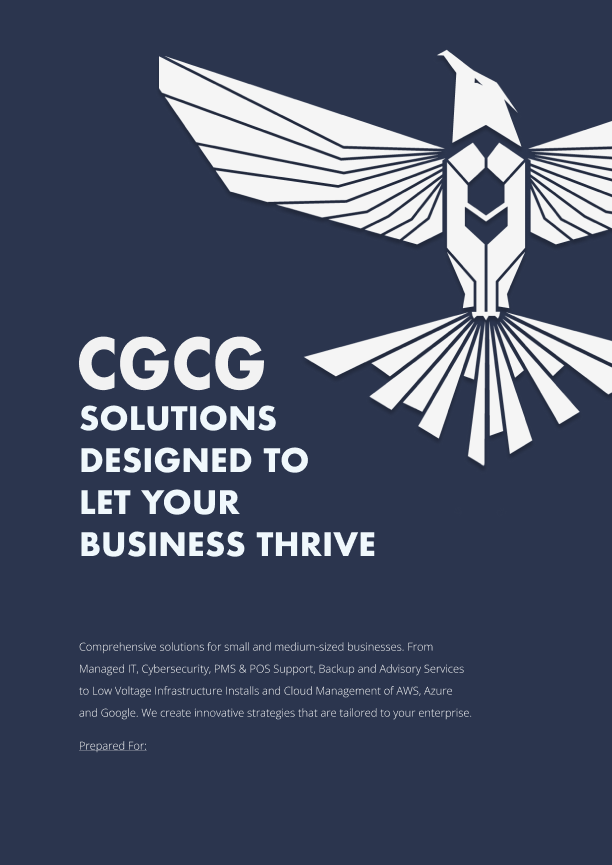 CGCG
SOLUTIONS
DESIGNED TO
LET YOUR
BUSINESS THRIVE
Comprehensive solutions for small and medium-sized businesses. From
Managed IT, Cybersecurity, PMS & POS Support, Backup and Advisory Services
to Low Voltage Infrastructure Installs and Cloud Management of AWS, Azure
and Google. We create innovative strategies that are tailored to your enterprise.
Prepared For: